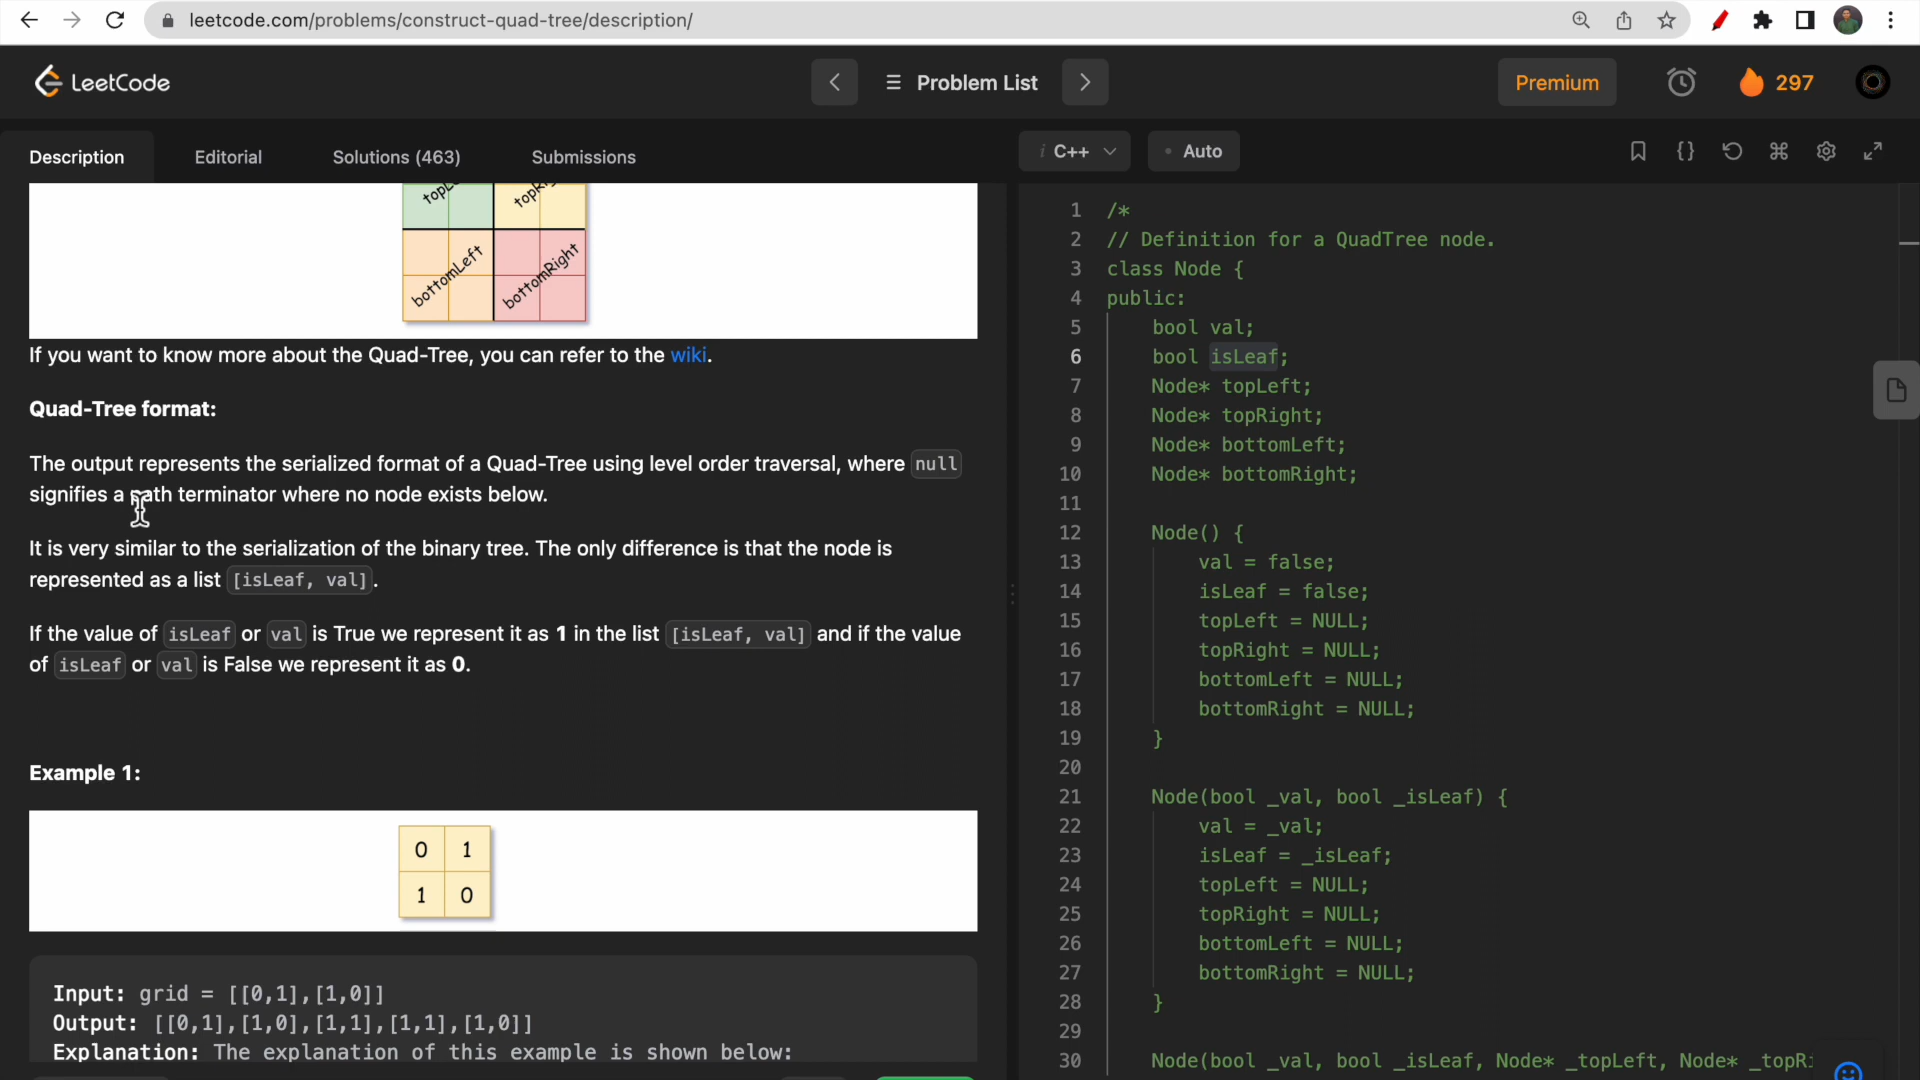 leetcode.com/problems/construct-quad-tree/description/
LeetCode
Problem List
Premium
297
Description Editorial Solutions (463) Submissions
bottomLeft bottomRight
If you want to know more about the Quad-Tree, you can refer to the wiki.
Quad-Tree format:
The output represents the serialized format of a Quad-Tree using level order traversal, where null
signifies a path terminator where no node exists below.
It is very similar to the serialization of the binary tree. The only difference is that the node is
represented as a list [isLeaf, val].
If the value of isLeaf or val is True we represent it as 1 in the list [isLeaf, val] and if the value
of isLeaf or val is False we represent it as 0.
Example 1:
0 1
1 0
Input: grid = [[0,1],[1,0]]
Output: [[0,1],[1,0],[1,1],[1,1],[1,0]]
Explanation: The explanation of this example is shown below:
i C++ Auto
1 /*
2 // Definition for a QuadTree node.
3 class Node {
4 public:
5 bool val;
6 bool isLeaf;
7 Node* topLeft;
8 Node* topRight;
9 Node* bottomLeft;
10 Node* bottomRight;
11
12 Node() {
13 val = false;
14 isLeaf = false;
15 topLeft = NULL;
16 topRight = NULL;
17 bottomLeft = NULL;
18 bottomRight = NULL;
19 }
20
21 Node(bool _val, bool _isLeaf) {
22 val = _val;
23 isLeaf = _isLeaf;
24 topLeft = NULL;
25 topRight = NULL;
26 bottomLeft = NULL;
27 bottomRight = NULL;
28 }
29
30 Node(bool _val, bool _isLeaf, Node* _topLeft, Node* _topRi